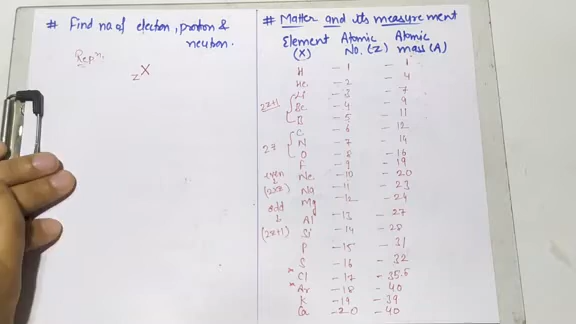 # Find no of electon, proton &
neutron.
Repⁿ.
zX
# Matter and its measurement
Element (X) Atomic No. (Z) Atomic mass (A)
H - 1 - 1
He - 2 - 4
Li - 3 - 7
2z+1 Be - 4 - 9
B - 5 - 11
C - 6 - 12
2z N - 7 - 14
O - 8 - 16
F - 9 - 19
even Ne - 10 - 20
(2z) Na - 11 - 23
Mg - 12 - 24
odd Al - 13 - 27
(2z+1) Si - 14 - 28
P - 15 - 31
S - 16 - 32
* Cl - 17 - 35.5
* Ar - 18 - 40
K - 19 - 39
Ca - 20 - 40